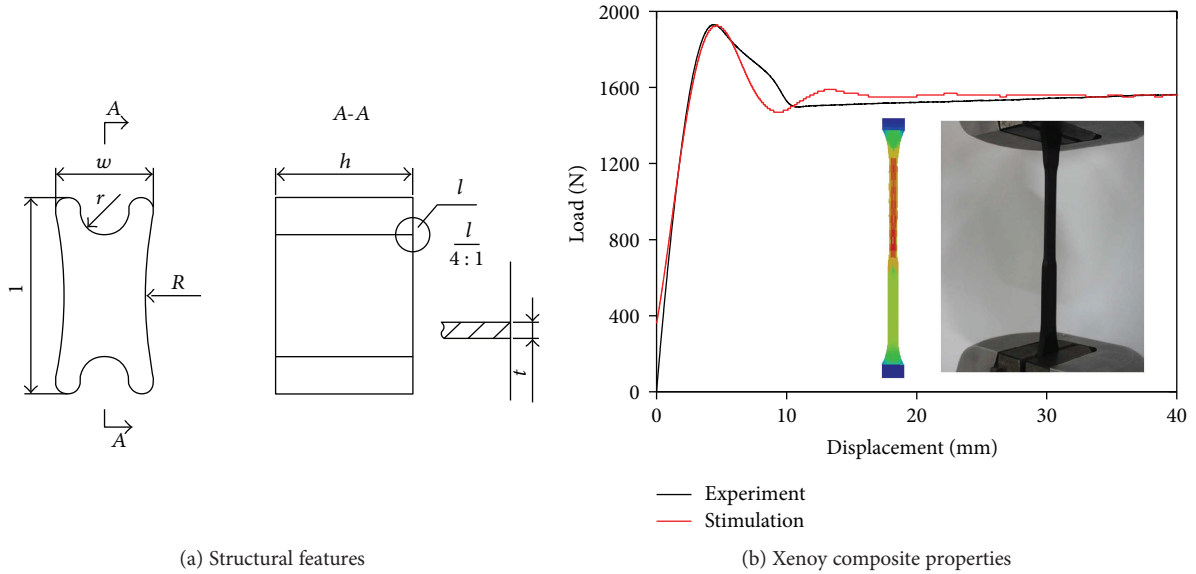 A
A-A
w
h
r
l
l
4 : 1
1
R
t
A
2000
1600
1200
800
400
0
Load (N)
0 10 20 30 40
Displacement (mm)
Experiment
Stimulation
(a) Structural features
(b) Xenoy composite properties